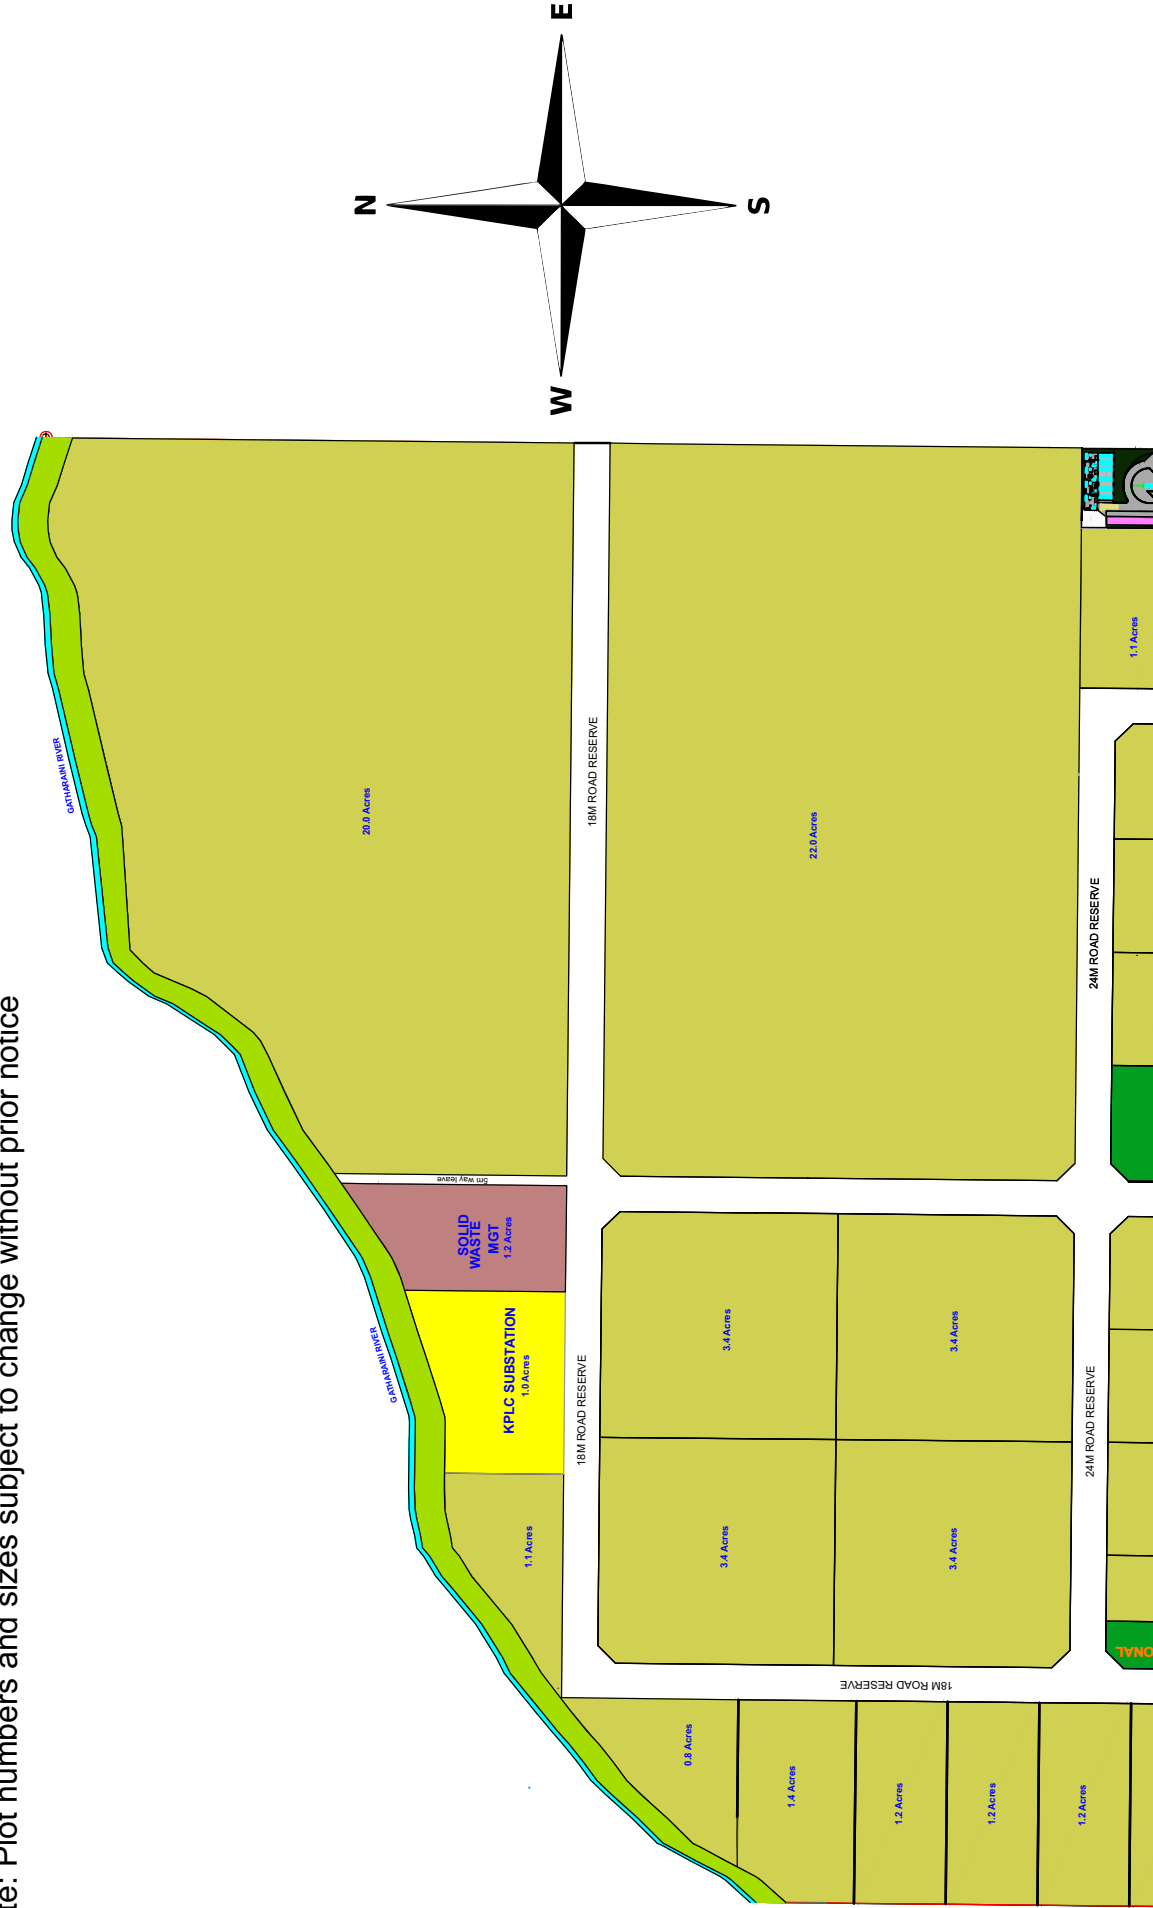 te: Plot numbers and sizes subject to change without prior notice
E
N
S
W
GATHARAINI RIVER
20.0 Acres
18M ROAD RESERVE
22.0 Acres
1.1 Acres
24M ROAD RESERVE
5m way leave
SOLID
WASTE
MGT
1.2 Acres
GATHARAINI RIVER
KPLC SUBSTATION
1.0 Acres
18M ROAD RESERVE
3.4 Acres
3.4 Acres
24M ROAD RESERVE
1.1 Acres
3.4 Acres
3.4 Acres
ONAL
18M ROAD RESERVE
0.8 Acres
1.4 Acres
1.2 Acres
1.2 Acres
1.2 Acres